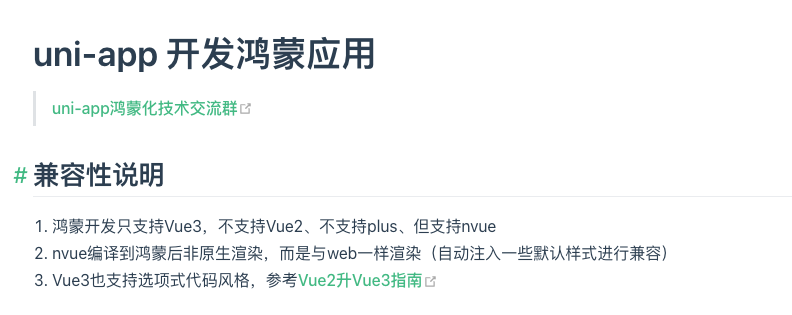 uni-app 开发鸿蒙应用
uni-app鸿蒙化技术交流群
# 兼容性说明
1. 鸿蒙开发只支持Vue3，不支持Vue2、不支持plus、但支持nvue
2. nvue编译到鸿蒙后非原生渲染，而是与web一样渲染（自动注入一些默认样式进行兼容）
3. Vue3也支持选项式代码风格，参考Vue2升Vue3指南